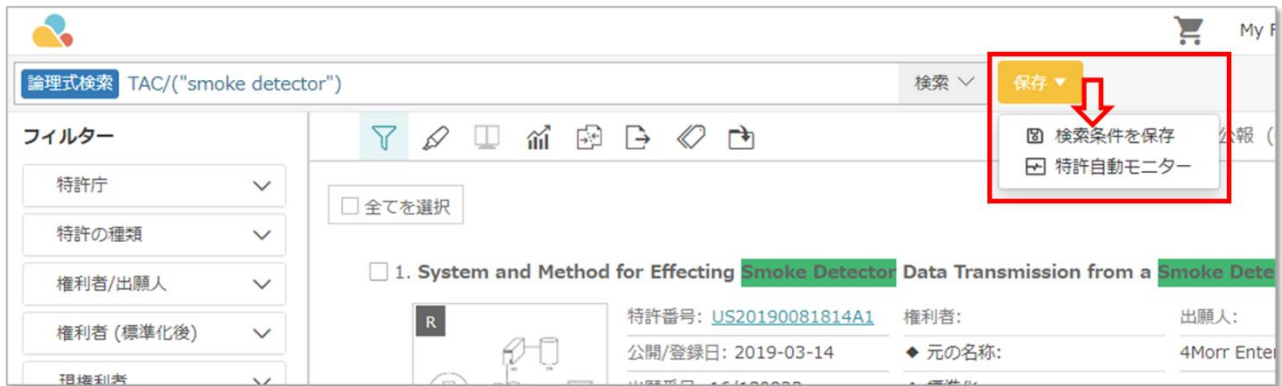 My
論理式検索 TAC/("smoke detector") 検索 保存
検索条件を保存
特許自動モニター
公報 (
フィルター
特許庁
特許の種類
権利者/出願人
権利者 (標準化後)
現権利者
全てを選択
1. System and Method for Effecting Smoke Detector Data Transmission from a Smoke Dete
R
特許番号: US20190081814A1 権利者: 出願人:
公開/登録日: 2019-03-14 ◆ 元の名称: 4Morr Enter